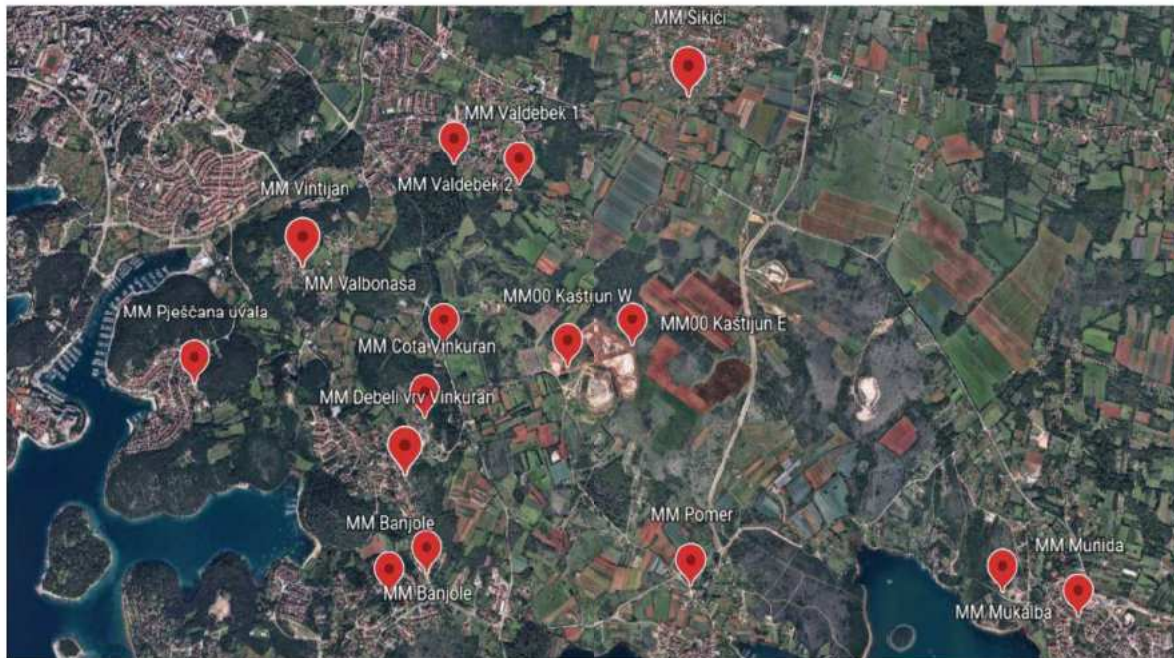 MM Šikići
MM Valdebek 1
MM Valdebek 2
MM Vintijan
MM Valbonasa
MM00 Kaštijun W
MM Pješčana uvala
MM00 Kaštijun E
MM Cota Vinkuran
MM Debeli vrv Vinkuran
MM Banjole
MM Pomer
MM Munida
MM Banjole
MM Mukalba